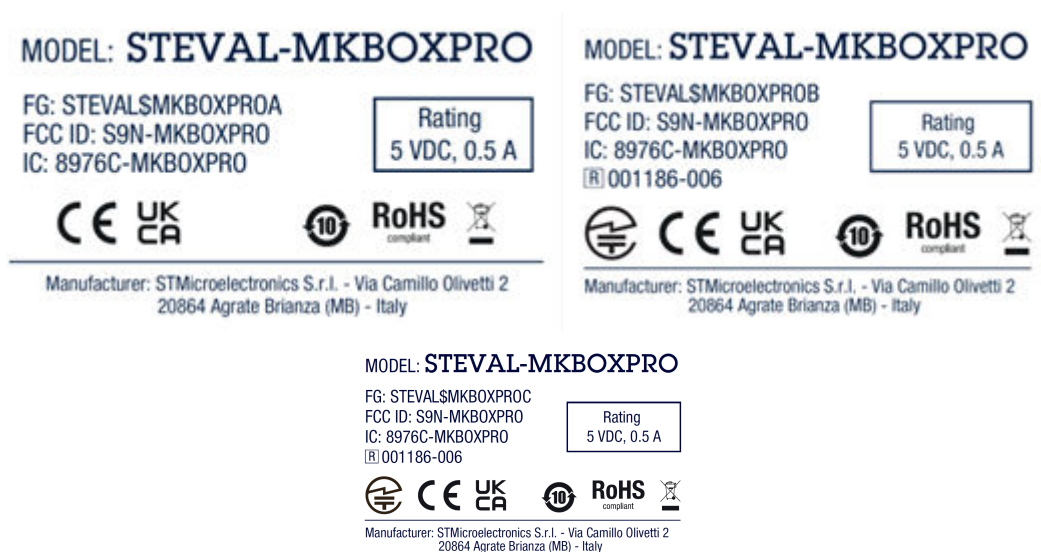 MODEL: STEVAL-MKBOXPRO
FG: STEVAL$MKBOXPROA
FCC ID: S9N-MKBOXPRO
IC: 8976C-MKBOXPRO
Rating
5 VDC, 0.5 A
CE UK CA 10 RoHS compliant
Manufacturer: STMicroelectronics S.r.l. - Via Camillo Olivetti 2
20864 Agrate Brianza (MB) - Italy
MODEL: STEVAL-MKBOXPRO
FG: STEVAL$MKBOXPROB
FCC ID: S9N-MKBOXPRO
IC: 8976C-MKBOXPRO
R 001186-006
Rating
5 VDC, 0.5 A
CE UK CA 10 RoHS compliant
Manufacturer: STMicroelectronics S.r.l. - Via Camillo Olivetti 2
20864 Agrate Brianza (MB) - Italy
MODEL: STEVAL-MKBOXPRO
FG: STEVAL$MKBOXPROC
FCC ID: S9N-MKBOXPRO
IC: 8976C-MKBOXPRO
R 001186-006
Rating
5 VDC, 0.5 A
CE UK CA 10 RoHS compliant
Manufacturer: STMicroelectronics S.r.l. - Via Camillo Olivetti 2
20864 Agrate Brianza (MB) - Italy